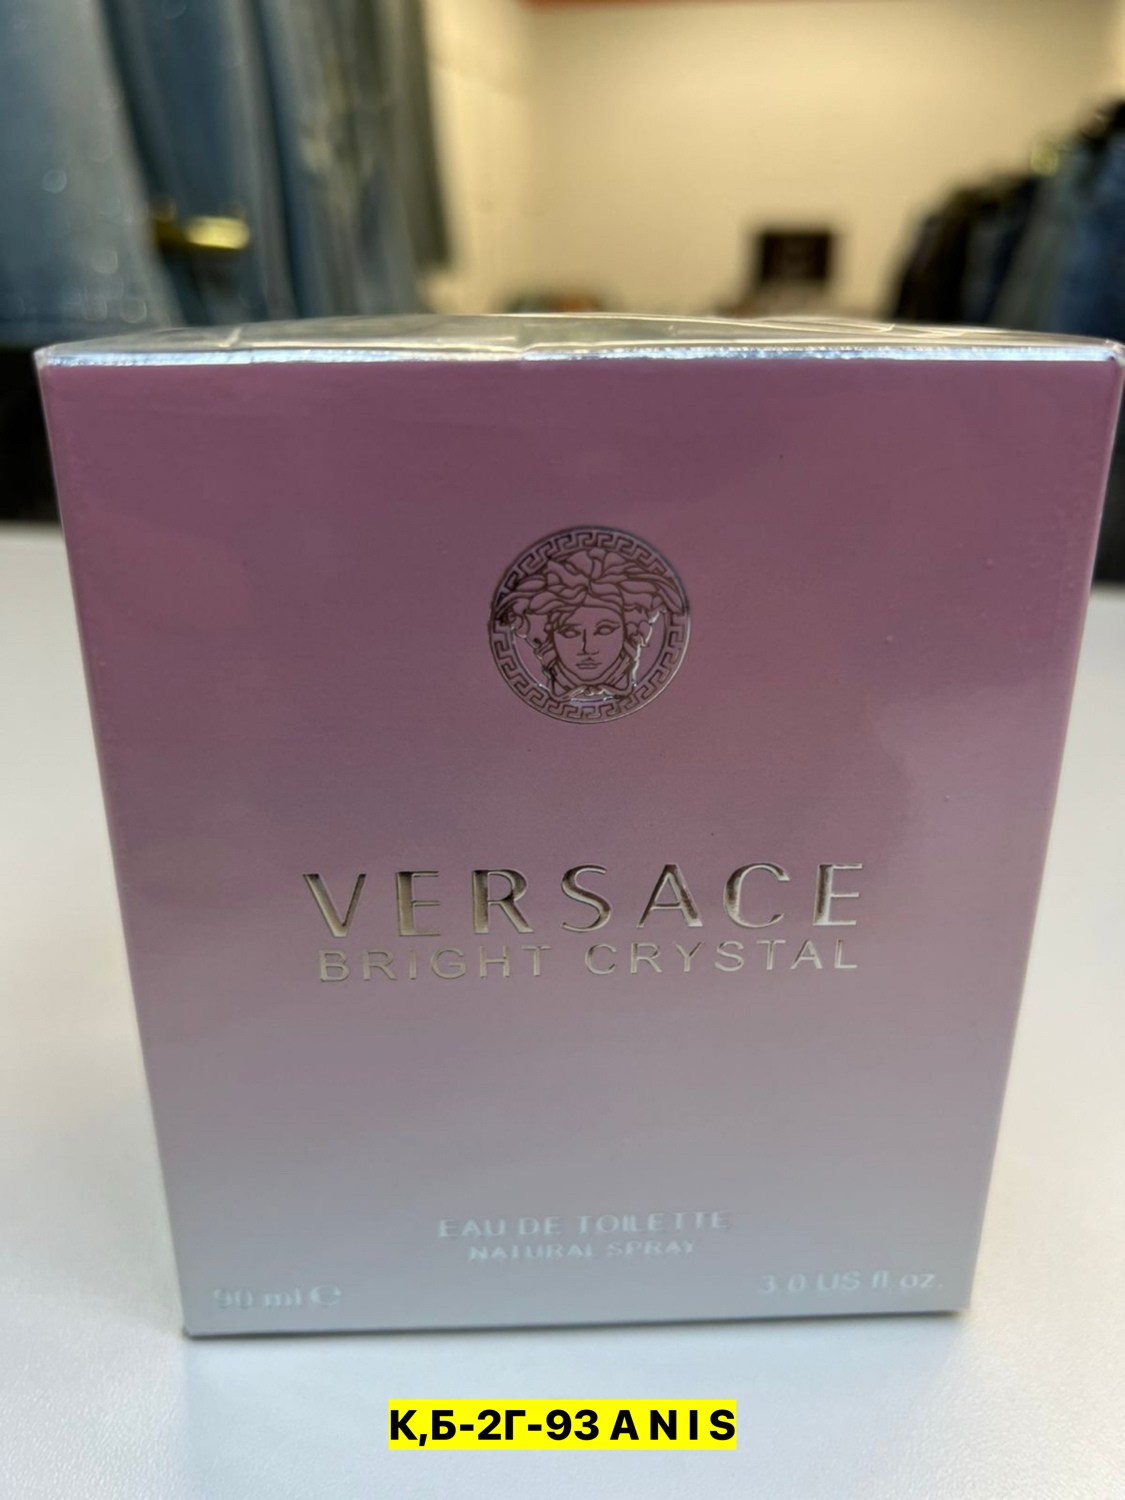 VERSACE
BRIGHT CRYSTAL
EAU DE TOILETTE
NATURAL SPRAY
90 ml ℮
3.0 US fl oz.
К,Б-2Г-93 A N I S